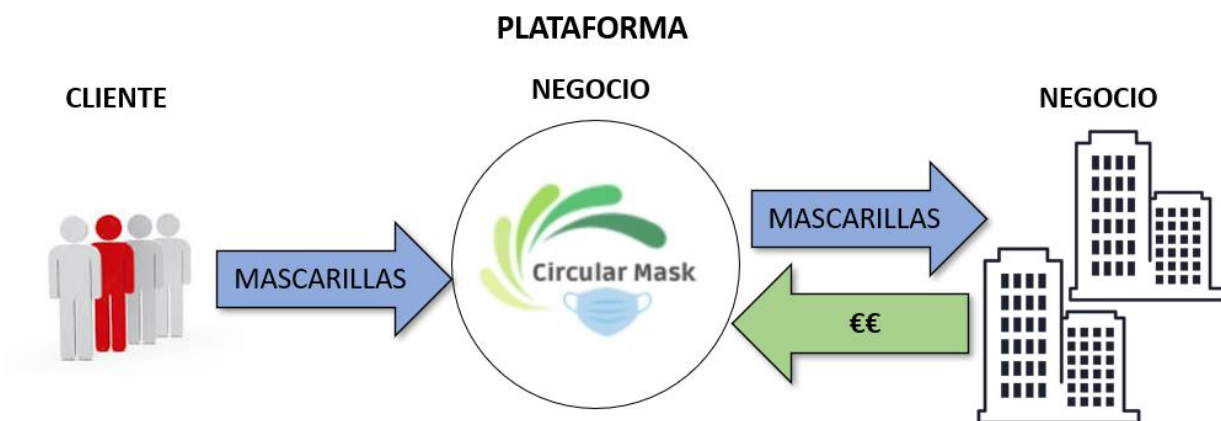 PLATAFORMA
CLIENTE
NEGOCIO
NEGOCIO
MASCARILLAS
Circular Mask
MASCARILLAS
€€